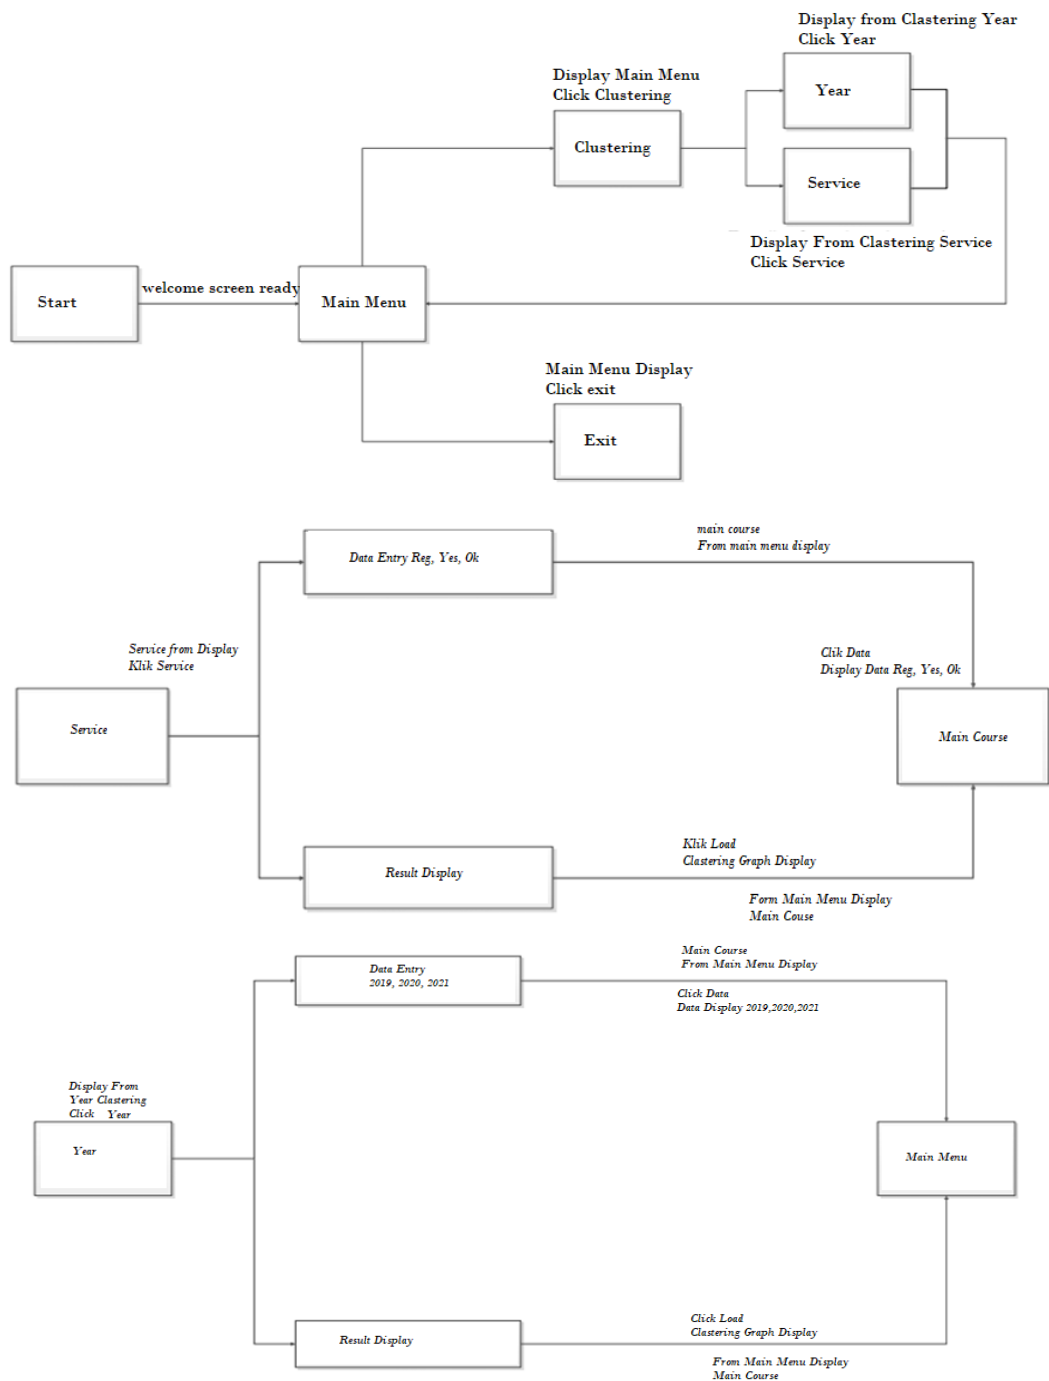 Display from Clastering Year
Click Year
Display Main Menu
Click Clustering
Year
Clustering
Service
Display From Clastering Service
Click Service
welcome screen ready
Start
Main Menu
Main Menu Display
Click exit
Exit
main course
From main menu display
Data Entry Reg, Yes, Ok
Service from Display
Klik Service
Clik Data
Display Data Reg, Yes, Ok
Service
Main Course
Klik Load
Clastering Graph Display
Result Display
Form Main Menu Display
Main Couse
Main Course
From Main Menu Display
Data Entry
2019, 2020, 2021
Click Data
Data Display 2019,2020,2021
Display From
Year Clastering
Click Year
Year
Main Menu
Click Load
Clastering Graph Display
Result Display
From Main Menu Display
Main Course